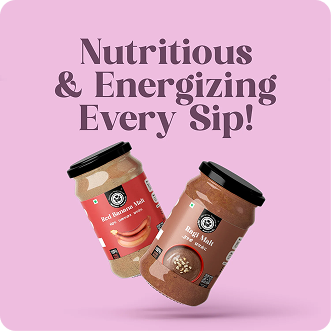 Nutritious
& Energizing
Every Sip!
Red Banana Malt
Ragi Malt